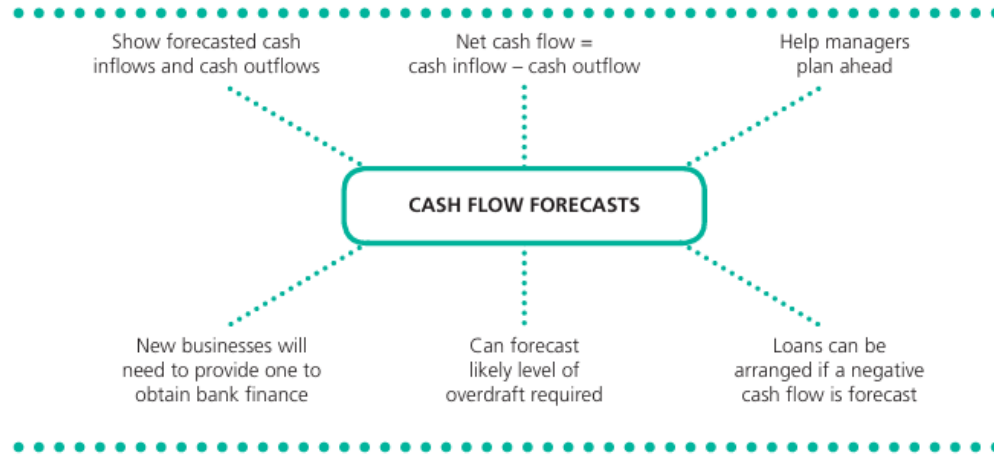 Show forecasted cash
inflows and cash outflows
Net cash flow =
cash inflow – cash outflow
Help managers
plan ahead
CASH FLOW FORECASTS
New businesses will
need to provide one to
obtain bank finance
Can forecast
likely level of
overdraft required
Loans can be
arranged if a negative
cash flow is forecast